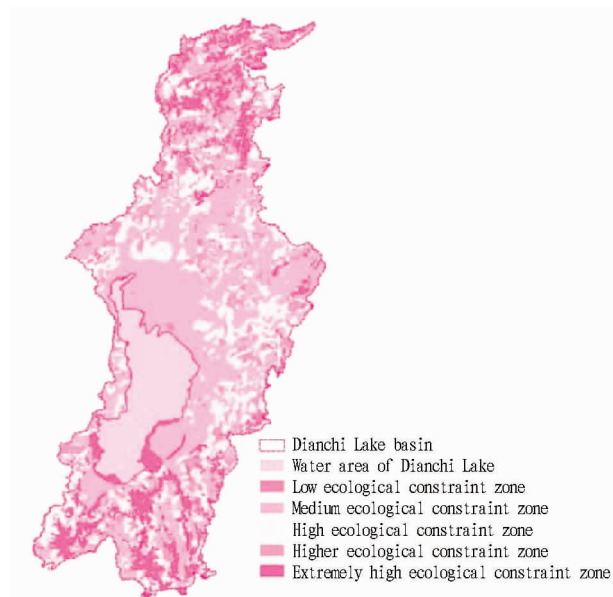 Dianchi Lake basin
Water area of Dianchi Lake
Low ecological constraint zone
Medium ecological constraint zone
High ecological constraint zone
Higher ecological constraint zone
Extremely high ecological constraint zone